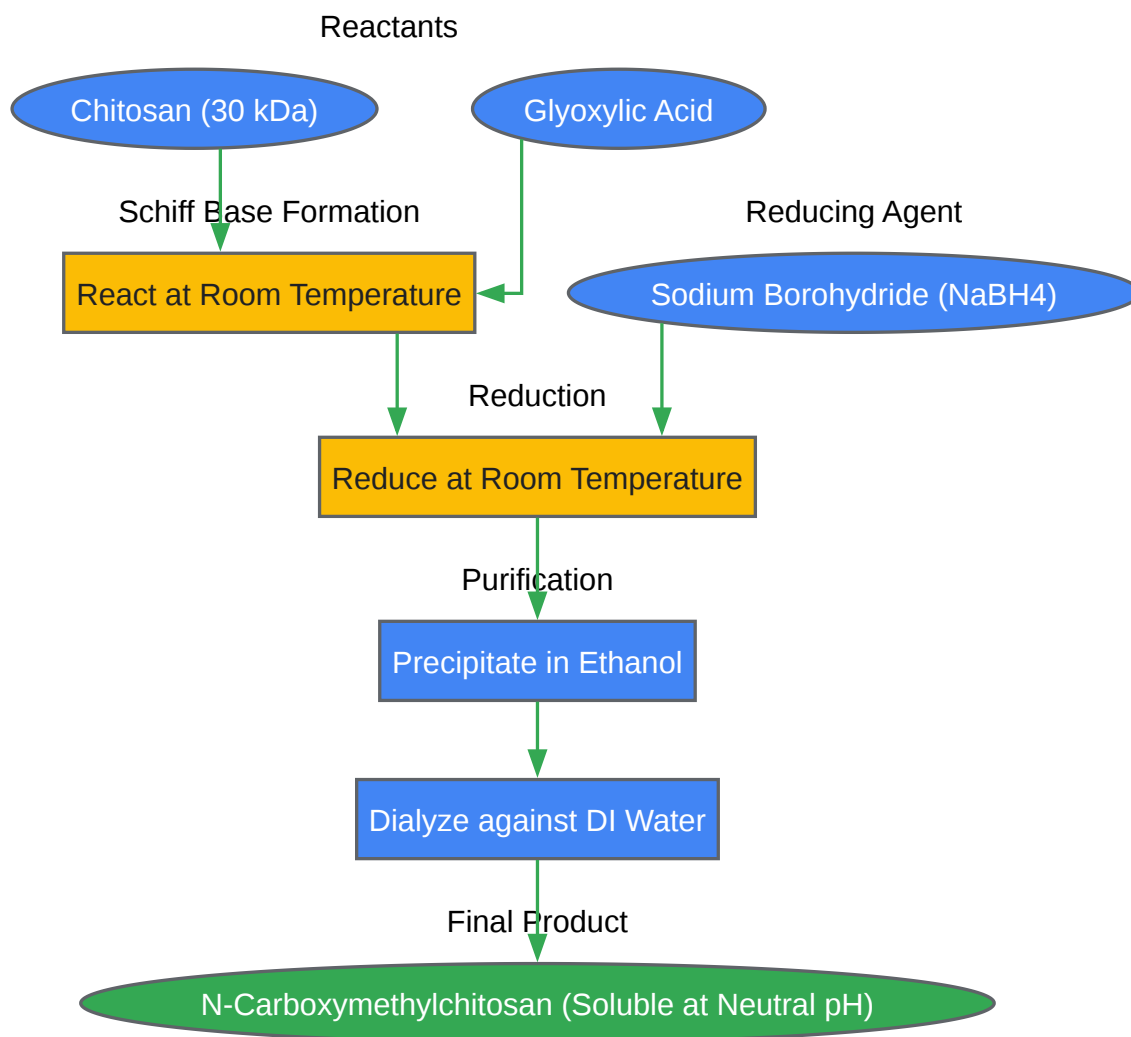 Reactants
Chitosan (30 kDa)
Glyoxylic Acid
Schiff Base Formation
Reducing Agent
React at Room Temperature
Sodium Borohydride (NaBH4)
Reduction
Reduce at Room Temperature
Purification
Precipitate in Ethanol
Dialyze against DI Water
Final Product
N-Carboxymethylchitosan (Soluble at Neutral pH)